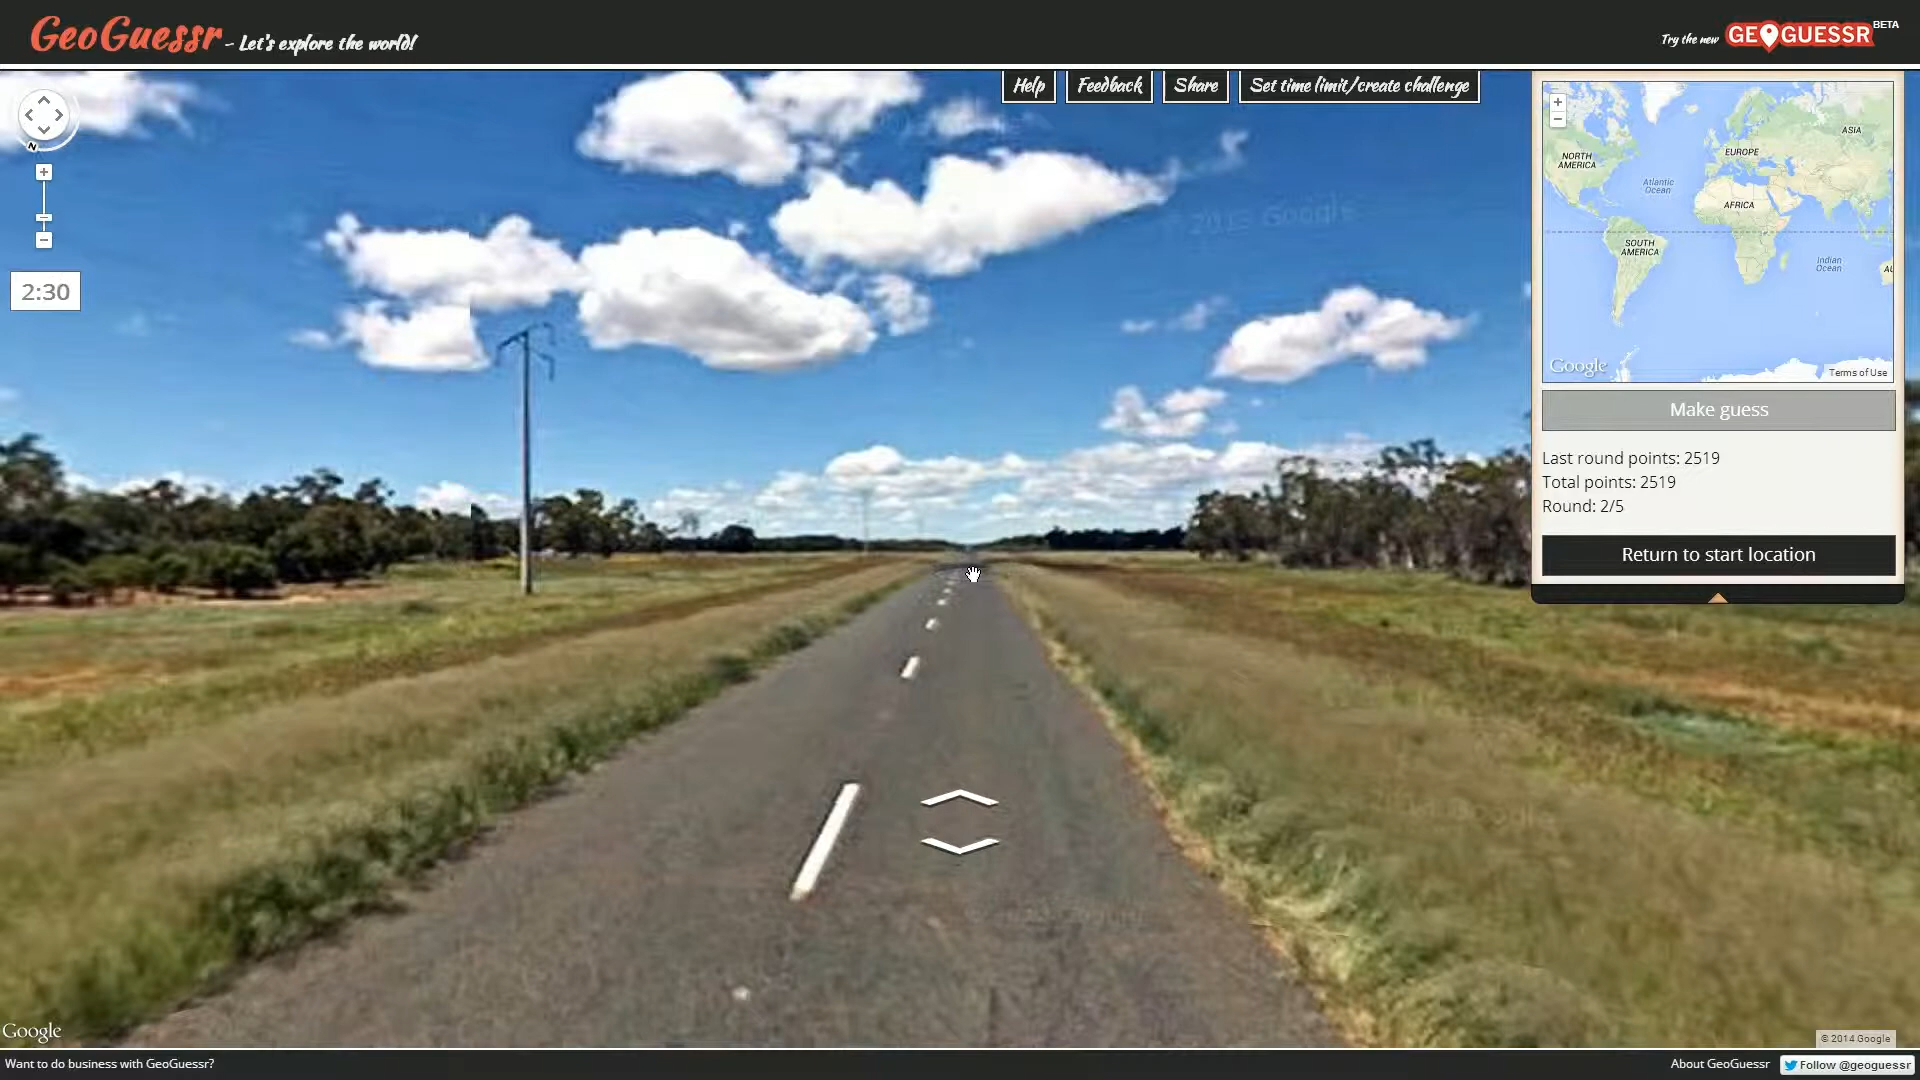 GeoGuessr - Let's explore the world!
Try the new GEOGUESSR BETA
Help Feedback Share Set time limit/create challenge
N
2:30
2013 Google
NORTH AMERICA
Atlantic Ocean
EUROPE
ASIA
AFRICA
SOUTH AMERICA
Indian Ocean
AU
Google
Terms of Use
Make guess
Last round points: 2519
Total points: 2519
Round: 2/5
Return to start location
Google
© 2014 Google
Want to do business with GeoGuessr?
About GeoGuessr
Follow @geoguessr